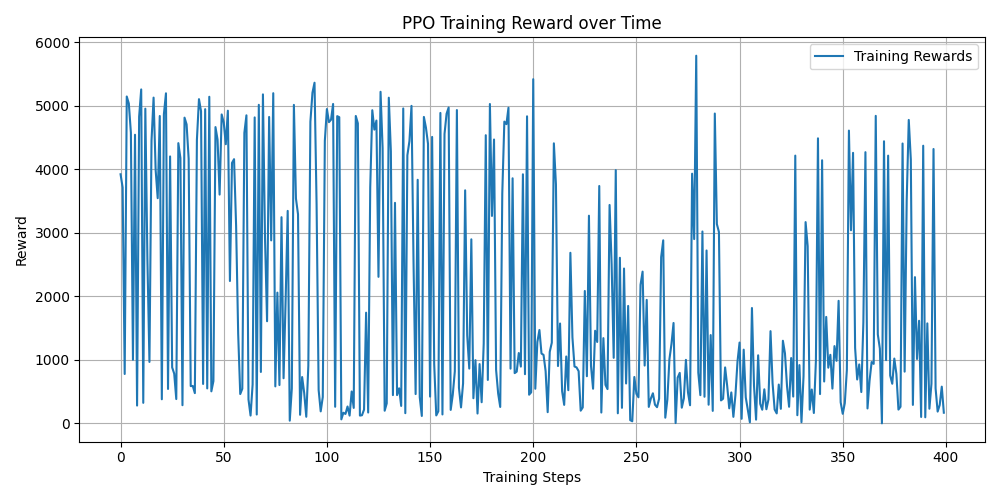 PPO Training Reward over Time
Training Rewards
Reward
6000
5000
4000
3000
2000
1000
0
0 50 100 150 200 250 300 350 400
Training Steps